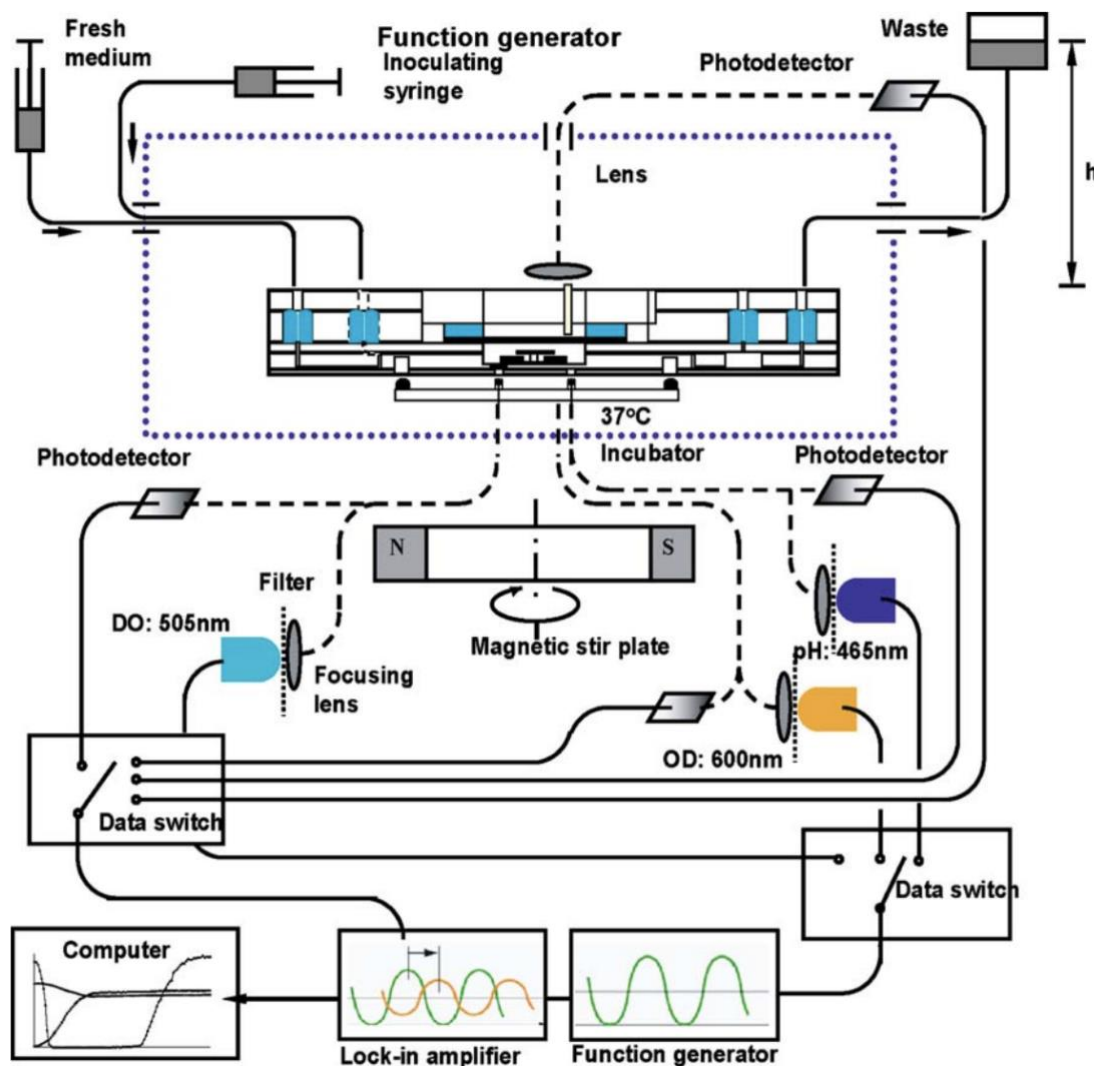 Fresh
medium
Function generator
Inoculating
syringe
Photodetector
Waste
h
Lens
37°C
Incubator
Photodetector
Photodetector
N
S
Filter
DO: 505nm
Magnetic stir plate
pH: 465nm
Focusing
lens
OD: 600nm
Data switch
Data switch
Computer
Lock-in amplifier
Function generator